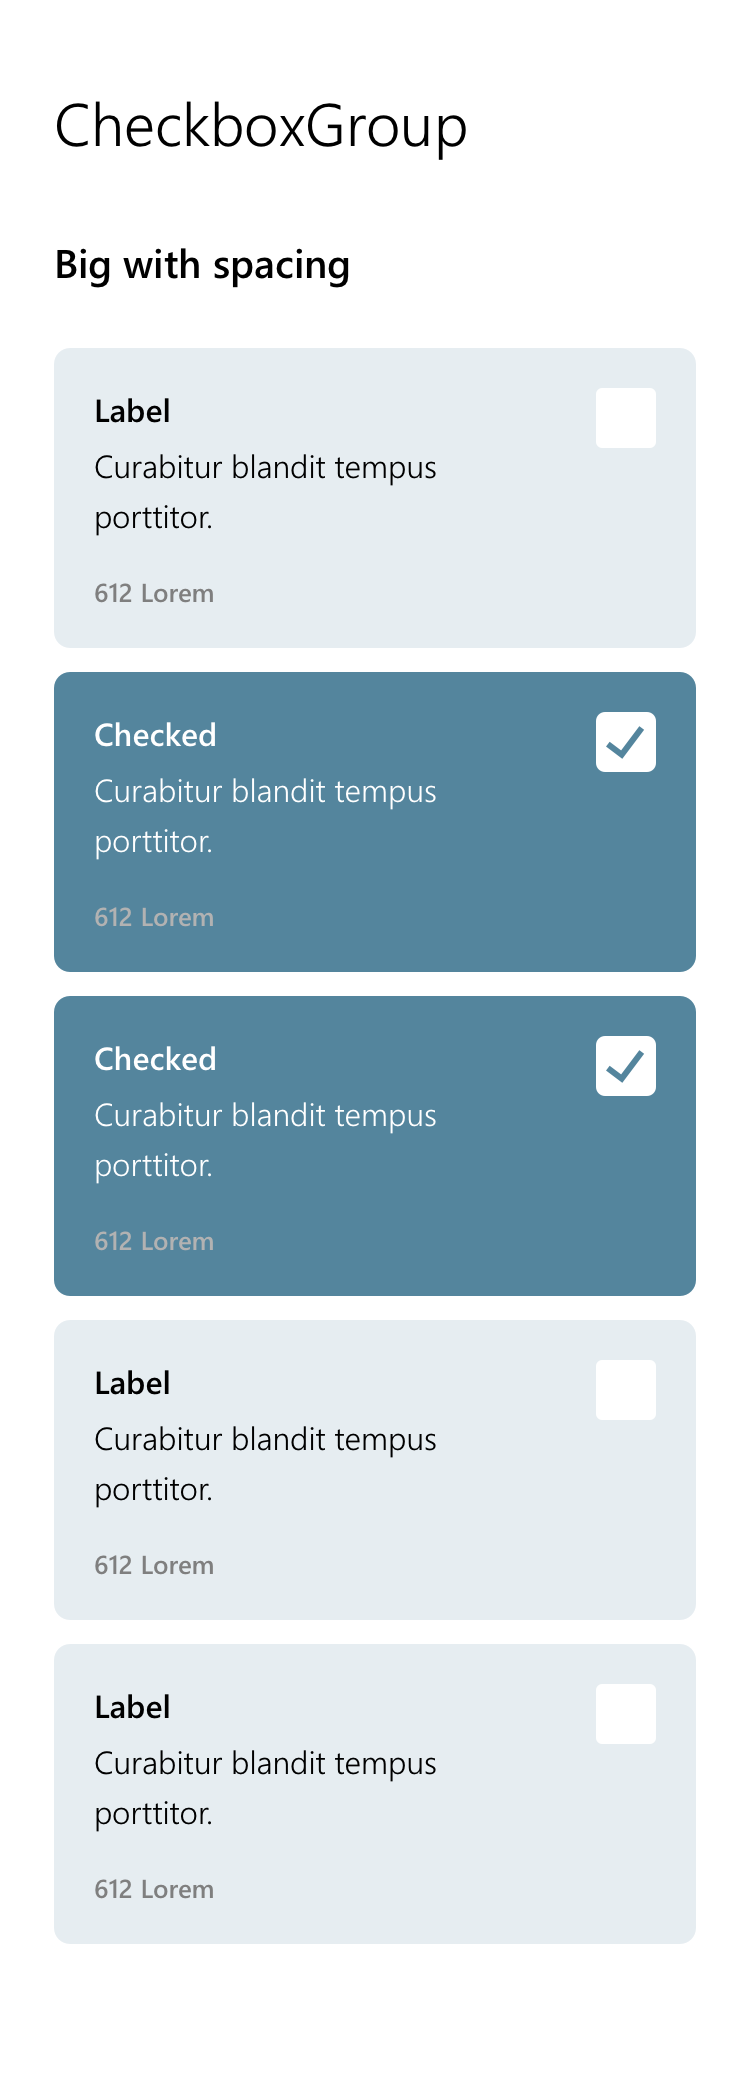 CheckboxGroup
Big with spacing
Label
Curabitur blandit tempus
porttitor.
612 Lorem
Checked
Curabitur blandit tempus
porttitor.
612 Lorem
Checked
Curabitur blandit tempus
porttitor.
612 Lorem
Label
Curabitur blandit tempus
porttitor.
612 Lorem
Label
Curabitur blandit tempus
porttitor.
612 Lorem